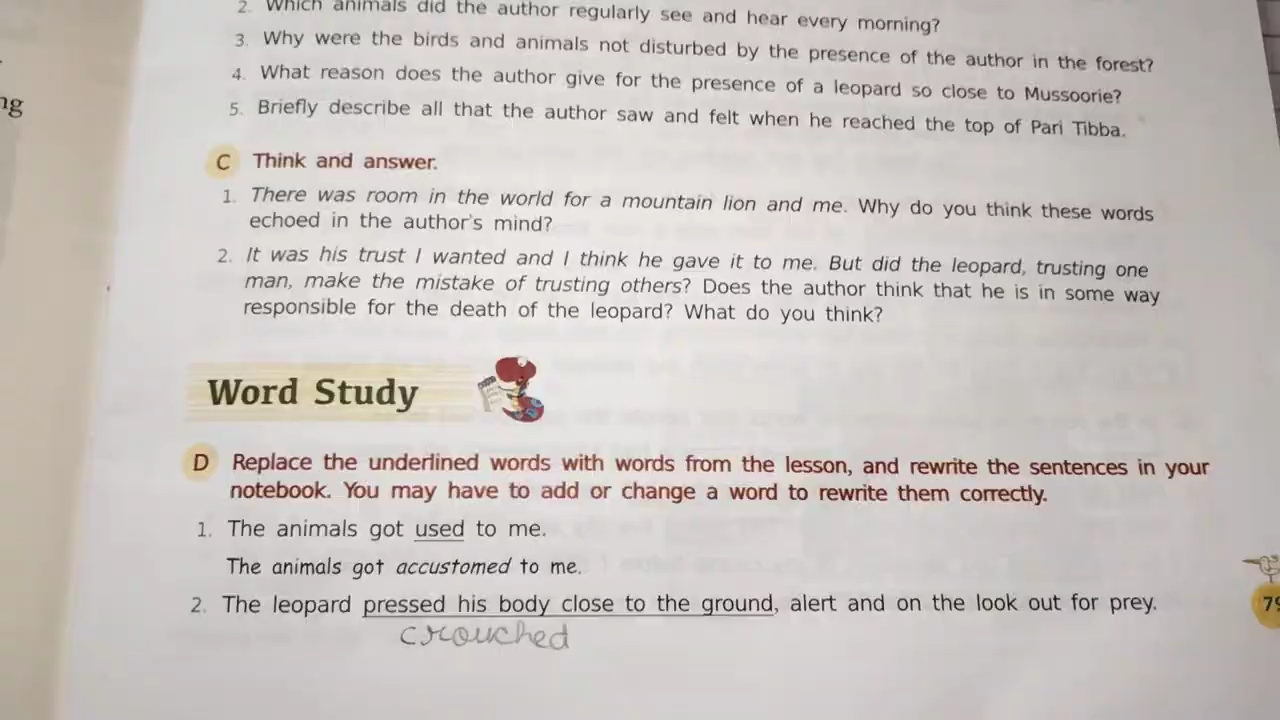 2. Which animals did the author regularly see and hear every morning?
3. Why were the birds and animals not disturbed by the presence of the author in the forest?
4. What reason does the author give for the presence of a leopard so close to Mussoorie?
5. Briefly describe all that the author saw and felt when he reached the top of Pari Tibba.
ng
C Think and answer.
1. There was room in the world for a mountain lion and me. Why do you think these words
echoed in the author's mind?
2. It was his trust I wanted and I think he gave it to me. But did the leopard, trusting one
man, make the mistake of trusting others? Does the author think that he is in some way
responsible for the death of the leopard? What do you think?
Word Study
D Replace the underlined words with words from the lesson, and rewrite the sentences in your
notebook. You may have to add or change a word to rewrite them correctly.
1. The animals got used to me.
The animals got accustomed to me.
2. The leopard pressed his body close to the ground, alert and on the look out for prey.
crouched
79